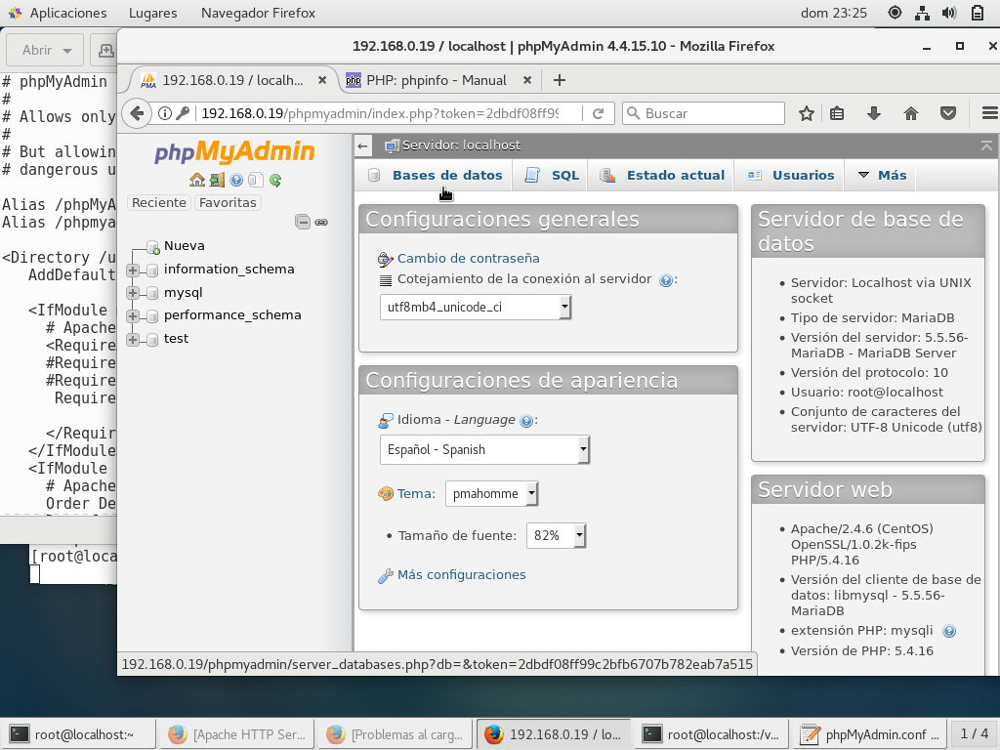 Aplicaciones Lugares Navegador Firefox dom 23:25
Abrir
192.168.0.19 / localhost | phpMyAdmin 4.4.15.10 - Mozilla Firefox
192.168.0.19 / localh...
PHP: phpinfo - Manual
192.168.0.19/phpmyadmin/index.php?token=2dbdf08ff9
Buscar
# phpMyAdmin
#
# Allows only
#
# But allowin
# dangerous u
Alias /phpMyA
Alias /phpmya
<Directory /u
AddDefault
<IfModule
# Apache
<Require
#Require
#Require
Require
</Requir
</IfModule
<IfModule
# Apache
Order De
[root@loca
phpMyAdmin
Reciente Favoritas
Nueva
information_schema
mysql
performance_schema
test
Servidor: localhost
Bases de datos SQL Estado actual Usuarios Más
Configuraciones generales
Cambio de contraseña
Cotejamiento de la conexión al servidor :
utf8mb4_unicode_ci
Configuraciones de apariencia
Idioma - Language :
Español - Spanish
Tema: pmahomme
• Tamaño de fuente: 82%
Más configuraciones
Servidor de base de
datos
• Servidor: Localhost via UNIX
socket
• Tipo de servidor: MariaDB
• Versión del servidor: 5.5.56-
MariaDB - MariaDB Server
• Versión del protocolo: 10
• Usuario: root@localhost
• Conjunto de caracteres del
servidor: UTF-8 Unicode (utf8)
Servidor web
• Apache/2.4.6 (CentOS)
OpenSSL/1.0.2k-fips
PHP/5.4.16
• Versión del cliente de base de
datos: libmysql - 5.5.56-
MariaDB
• extensión PHP: mysqli
• Versión de PHP: 5.4.16
192.168.0.19/phpmyadmin/server_databases.php?db=&token=2dbdf08ff99c2bfb6707b782eab7a515
root@localhost:~
[Apache HTTP Ser...
[Problemas al carg...
192.168.0.19 / lo...
root@localhost:/v...
phpMyAdmin.conf ...
1 / 4